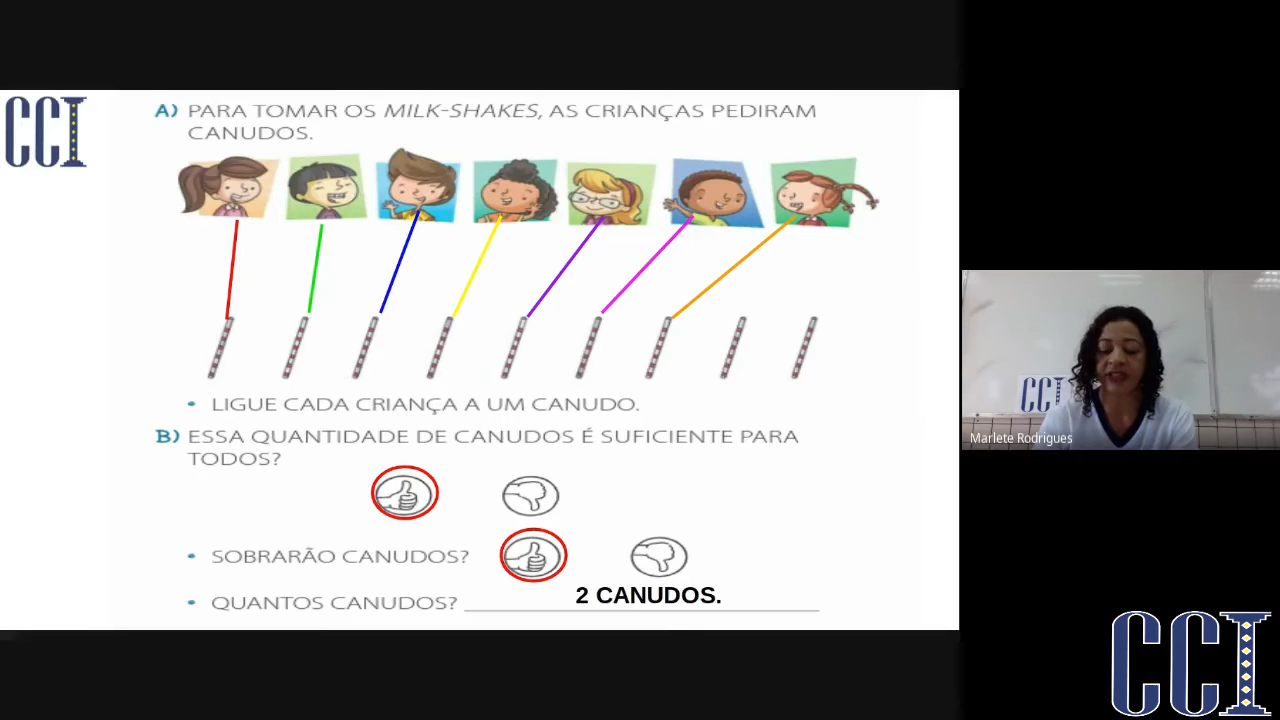 CCI
A) PARA TOMAR OS MILK-SHAKES, AS CRIANÇAS PEDIRAM
CANUDOS.
• LIGUE CADA CRIANÇA A UM CANUDO.
B) ESSA QUANTIDADE DE CANUDOS É SUFICIENTE PARA
TODOS?
• SOBRARÃO CANUDOS?
• QUANTOS CANUDOS? 2 CANUDOS.
CCI
Marlete Rodrigues
CCI